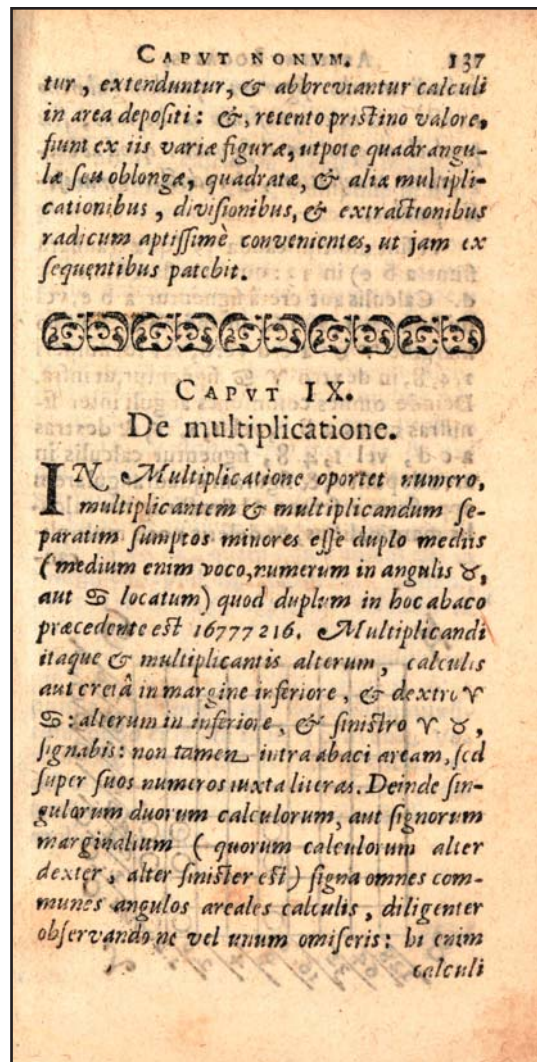 CAPVT NONVM. 137
tur, extenduntur, & abbreviantur calculi
in area depoſiti: &, retento priſtino valore,
fiunt ex iis variæ figuræ, utpote quadrangu-
læ ſeu oblongæ, quadratæ, & aliæ multipli-
cationibus, diviſionibus, & extractionibus
radicum aptiſſimè convenientes, ut jam ex
ſequentibus patebit.
CAPVT IX.
De multiplicatione.
IN Multiplicatione oportet numero,
multiplicantem & multiplicandum ſe-
paratim ſumptos minores eſſe duplo mediis
(medium enim voco, numerum in angulis ♉,
aut ♋ locatum) quod duplum in hoc abaco
præcedente eſt 16777216. Multiplicandi
itaque & multiplicantis alterum, calculis
aut cretâ in margine inferiore, & dextro ♈
♋: alterum in inferiore, & ſiniſtro ♈ ♉,
ſignabis: non tamen intra abaci aream, ſed
ſuper ſuos numeros iuxta literas. Deinde ſin-
gulorum duorum calculorum, aut ſignorum
marginalium (quorum calculorum alter
dexter, alter ſiniſter eſt) ſigna omnes com-
munes angulos areales calculis, diligenter
obſervando ne vel unum omiſeris: hi enim
calculi